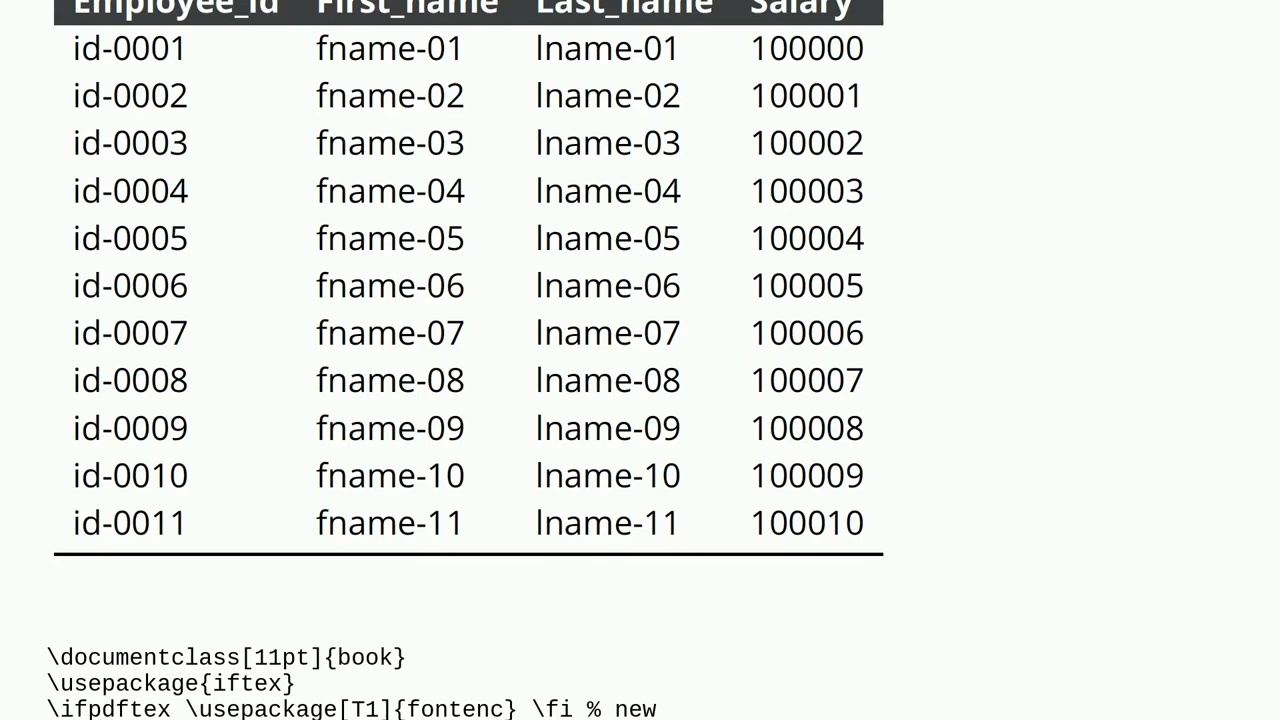 Employee_id First_name Last_name Salary
id-0001 fname-01 lname-01 100000
id-0002 fname-02 lname-02 100001
id-0003 fname-03 lname-03 100002
id-0004 fname-04 lname-04 100003
id-0005 fname-05 lname-05 100004
id-0006 fname-06 lname-06 100005
id-0007 fname-07 lname-07 100006
id-0008 fname-08 lname-08 100007
id-0009 fname-09 lname-09 100008
id-0010 fname-10 lname-10 100009
id-0011 fname-11 lname-11 100010
\documentclass[11pt]{book}
\usepackage{iftex}
\ifpdftex \usepackage[T1]{fontenc} \fi % new